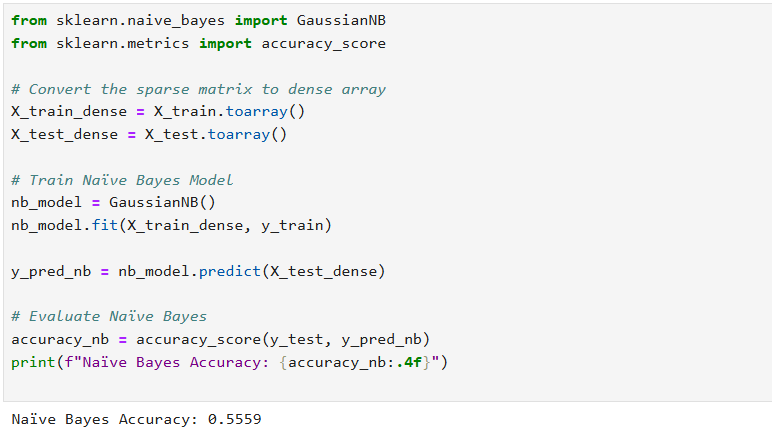 from sklearn.naive_bayes import GaussianNB
from sklearn.metrics import accuracy_score
# Convert the sparse matrix to dense array
X_train_dense = X_train.toarray()
X_test_dense = X_test.toarray()
# Train Naïve Bayes Model
nb_model = GaussianNB()
nb_model.fit(X_train_dense, y_train)
y_pred_nb = nb_model.predict(X_test_dense)
# Evaluate Naïve Bayes
accuracy_nb = accuracy_score(y_test, y_pred_nb)
print(f"Naïve Bayes Accuracy: {accuracy_nb:.4f}")
Naïve Bayes Accuracy: 0.5559